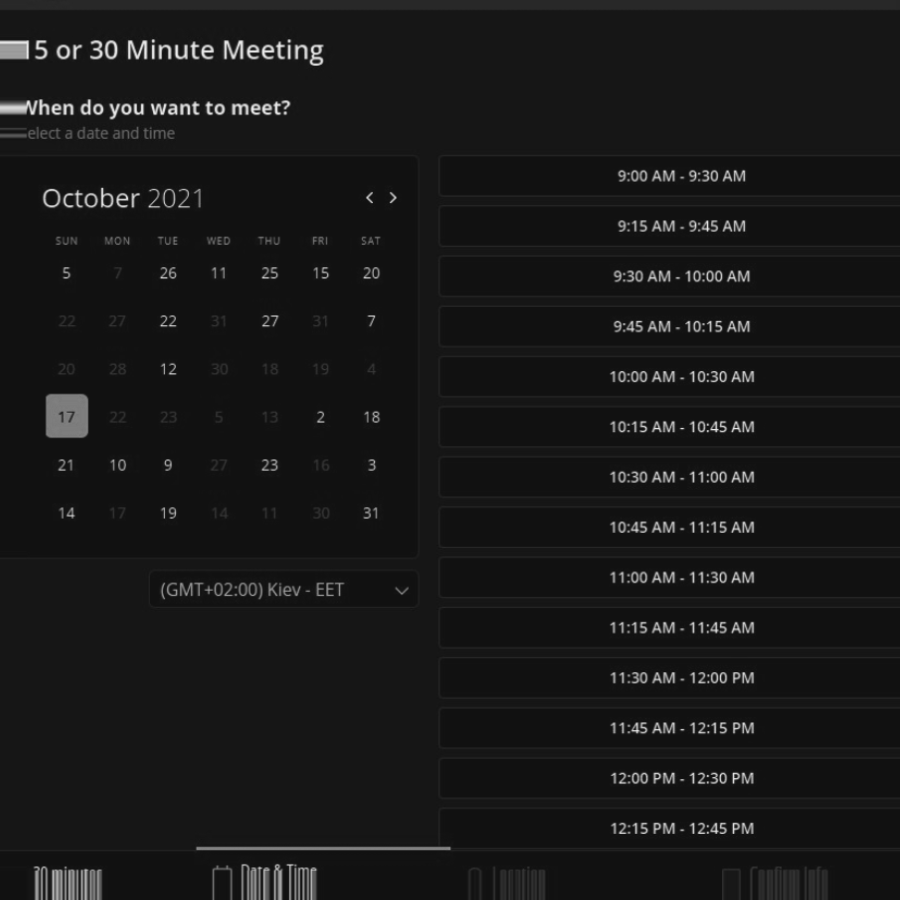 5 or 30 Minute Meeting
When do you want to meet?
elect a date and time
October 2021
SUN MON TUE WED THU FRI SAT
5 7 26 11 25 15 20
22 27 22 31 27 31 7
20 28 12 30 18 19 4
17 22 23 5 13 2 18
21 10 9 27 23 16 3
14 17 19 14 11 30 31
(GMT+02:00) Kiev - EET
9:00 AM - 9:30 AM
9:15 AM - 9:45 AM
9:30 AM - 10:00 AM
9:45 AM - 10:15 AM
10:00 AM - 10:30 AM
10:15 AM - 10:45 AM
10:30 AM - 11:00 AM
10:45 AM - 11:15 AM
11:00 AM - 11:30 AM
11:15 AM - 11:45 AM
11:30 AM - 12:00 PM
11:45 AM - 12:15 PM
12:00 PM - 12:30 PM
12:15 PM - 12:45 PM
30 minutes
Date & Time
Location
Confirm Info